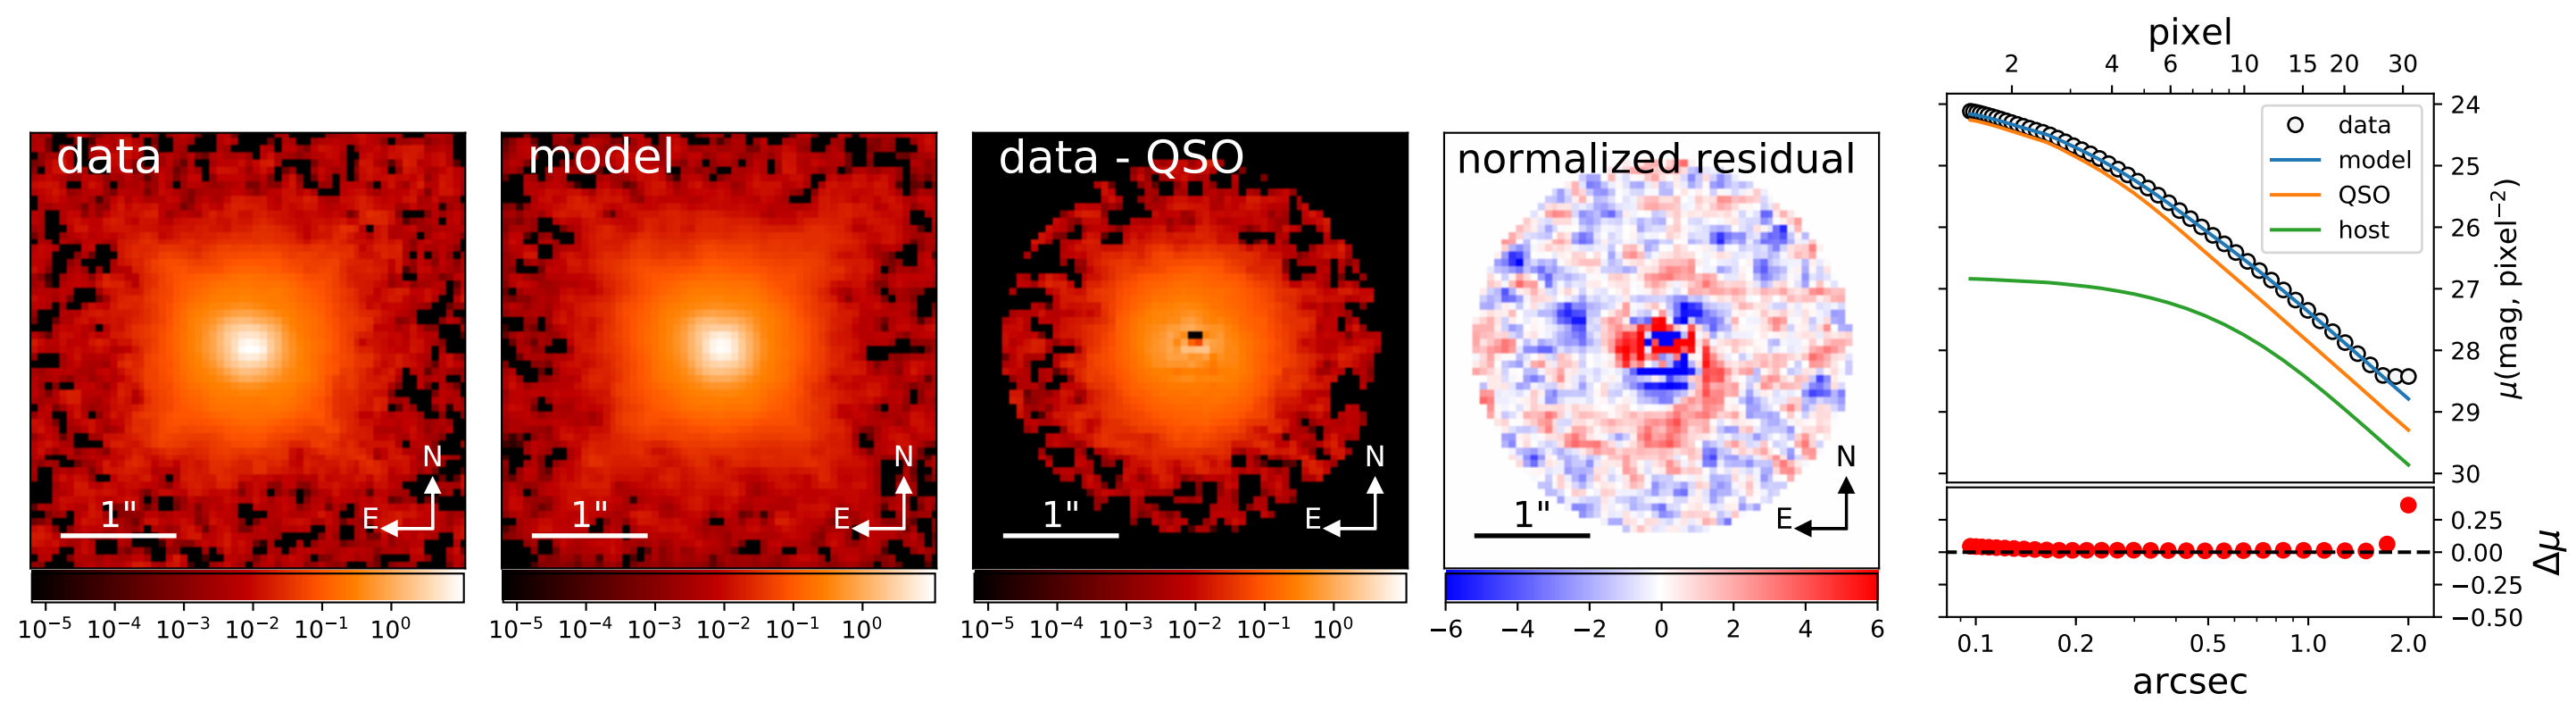 data
N
E
1"
10⁻⁵ 10⁻⁴ 10⁻³ 10⁻² 10⁻¹ 10⁰
model
N
E
1"
10⁻⁵ 10⁻⁴ 10⁻³ 10⁻² 10⁻¹ 10⁰
data - QSO
N
E
1"
10⁻⁵ 10⁻⁴ 10⁻³ 10⁻² 10⁻¹ 10⁰
normalized residual
N
E
1"
−6 −4 −2 0 2 4 6
pixel
2 4 6 10 15 20 30
data
model
QSO
host
24
25
26
27
28
29
30
μ(mag, pixel⁻²)
0.25
0.00
−0.25
−0.50
Δμ
0.1 0.2 0.5 1.0 2.0
arcsec